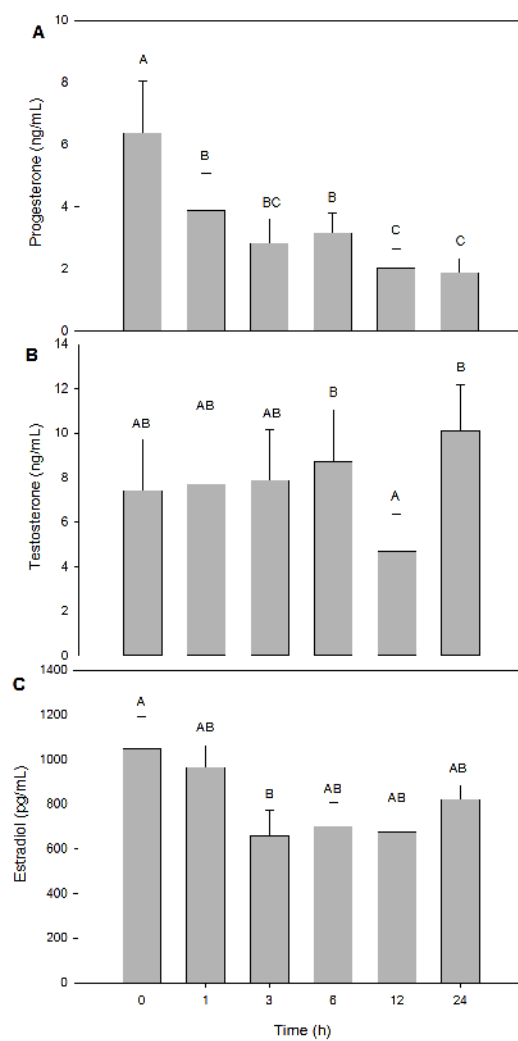 A
Progesterone (ng/mL)
10
8
6
4
2
0
A
B
BC
B
C
C
B
Testosterone (ng/mL)
14
12
10
8
6
4
2
0
AB
AB
AB
B
A
B
C
Estradiol (pg/mL)
1400
1200
1000
800
600
400
200
0
A
AB
B
AB
AB
AB
0 1 3 6 12 24
Time (h)